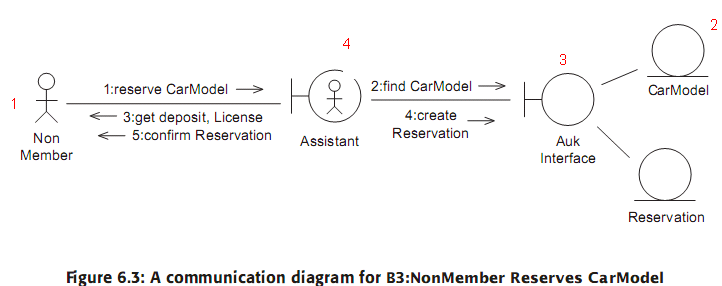 2
4
3
1:reserve CarModel
2:find CarModel
CarModel
1
3:get deposit, License
4:create
5:confirm Reservation
Reservation
Non
Member
Assistant
Auk
Interface
Reservation
Figure 6.3: A communication diagram for B3:NonMember Reserves CarModel